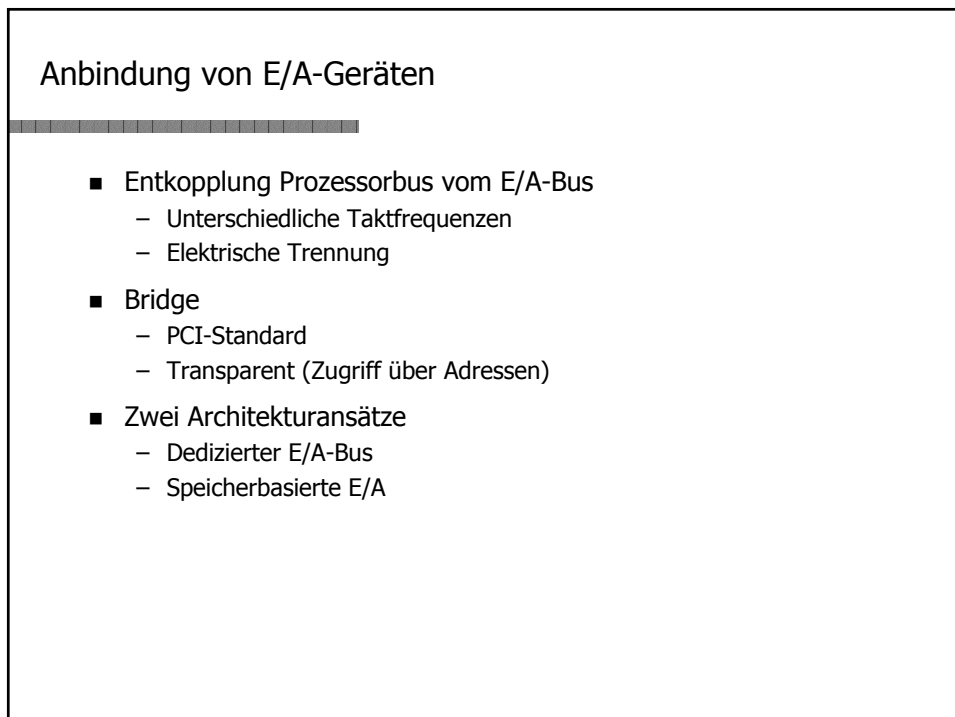 Anbindung von E/A-Geräten
■ Entkopplung Prozessorbus vom E/A-Bus
– Unterschiedliche Taktfrequenzen
– Elektrische Trennung
■ Bridge
– PCI-Standard
– Transparent (Zugriff über Adressen)
■ Zwei Architekturansätze
– Dedizierter E/A-Bus
– Speicherbasierte E/A